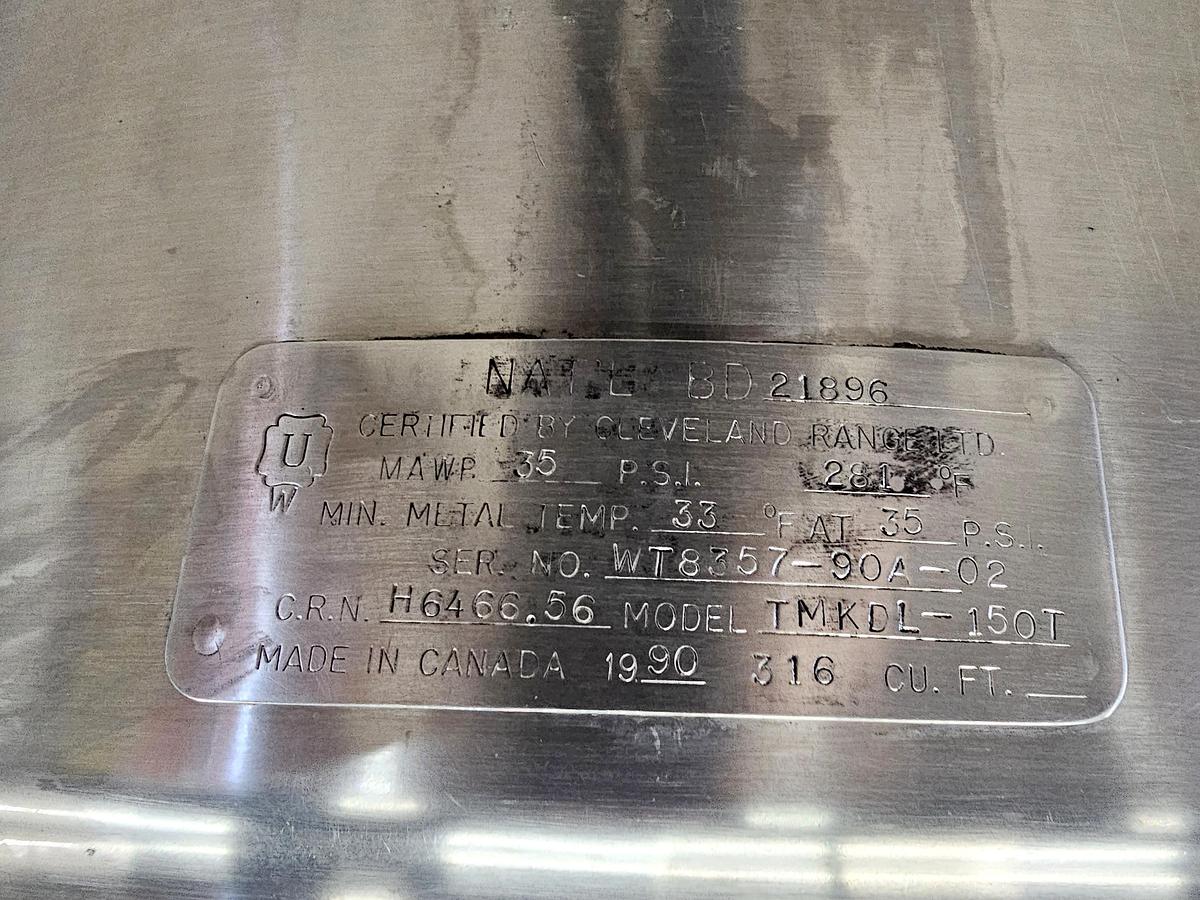 NAT'L BD 21896
U
W
CERTIFIED BY CLEVELAND RANGE LTD.
MAWP. 35 P.S.I. 281 °F
MIN. METAL TEMP. 33 °F AT 35 P.S.I.
SER. NO. WT8357-90A-02
C.R.N. H6466.56 MODEL TMKDL-150T
MADE IN CANADA 1990 316 CU. FT.